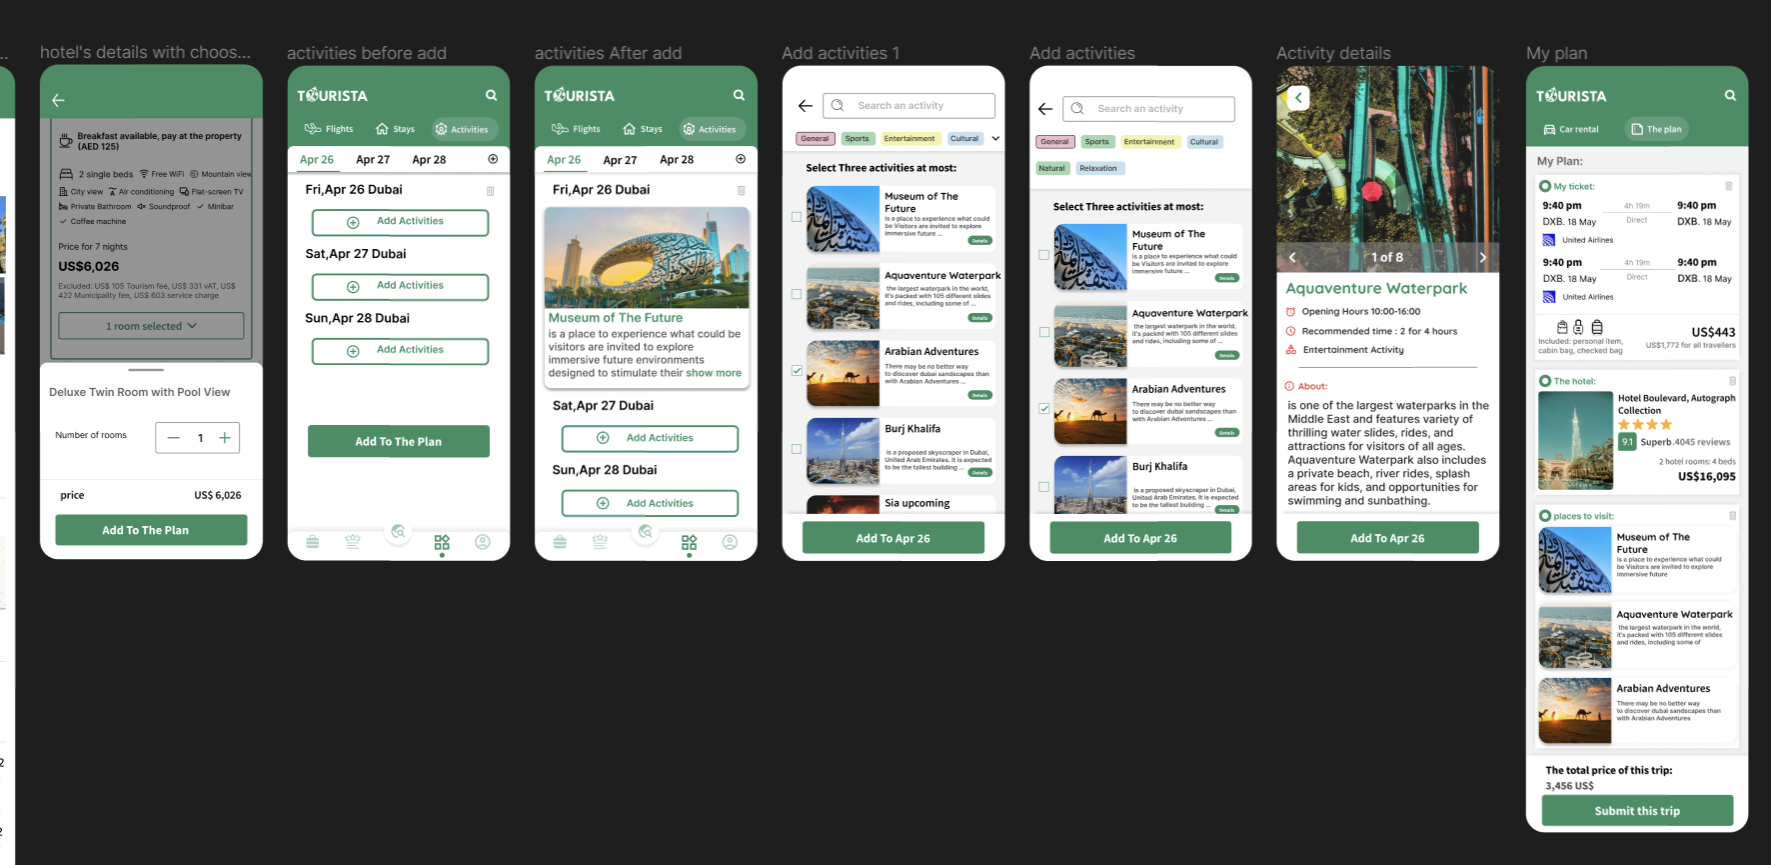 hotel's details with choos...
Breakfast available, pay at the property
(AED 125)
2 single beds
Free WiFi
Mountain view
City view
Air conditioning
Flat-screen TV
Private Bathroom
Soundproof
Minibar
Coffee machine
Price for 7 nights
US$6,026
Excluded: US$ 105 Tourism fee, US$ 331 vAT, US$
422 Municipality fee, US$ 603 service charge
1 room selected
Deluxe Twin Room with Pool View
Number of rooms
1
price
US$ 6,026
Add To The Plan
activities before add
TOURISTA
Flights
Stays
Activities
Apr 26
Apr 27
Apr 28
Fri,Apr 26 Dubai
Add Activities
Sat,Apr 27 Dubai
Add Activities
Sun,Apr 28 Dubai
Add Activities
Add To The Plan
activities After add
TOURISTA
Flights
Stays
Activities
Apr 26
Apr 27
Apr 28
Fri,Apr 26 Dubai
Museum of The Future
is a place to experience what could be
visitors are invited to explore
immersive future environments
designed to stimulate their show more
Sat,Apr 27 Dubai
Add Activities
Sun,Apr 28 Dubai
Add Activities
Add activities 1
Search an activity
General
Sports
Entertainment
Cultural
Select Three activities at most:
Museum of The
Future
is a place to experience what could
be Visitors are invited to explore
immersive future ...
Details
Aquaventure Waterpark
the largest waterpark in the world,
it's packed with 105 different slides
and rides, including some of ...
Details
Arabian Adventures
There may be no better way
to discover dubai sandscapes than
with Arabian Adventures ...
Details
Burj Khalifa
is a proposed skyscraper in Dubai,
United Arab Emirates. It is expected
to be the tallest building ...
Details
Sia upcoming
Add To Apr 26
Add activities
Search an activity
General
Sports
Entertainment
Cultural
Natural
Relaxation
Select Three activities at most:
Museum of The
Future
is a place to experience what could
be Visitors are invited to explore
immersive future ...
Details
Aquaventure Waterpark
the largest waterpark in the world,
it's packed with 105 different slides
and rides, including some of ...
Details
Arabian Adventures
There may be no better way
to discover dubai sandscapes than
with Arabian Adventures ...
Details
Burj Khalifa
is a proposed skyscraper in Dubai,
United Arab Emirates. It is expected
to be the tallest building ...
Details
Add To Apr 26
Activity details
1 of 8
Aquaventure Waterpark
Opening Hours 10:00-16:00
Recommended time : 2 for 4 hours
Entertainment Activity
About:
is one of the largest waterparks in the
Middle East and features variety of
thrilling water slides, rides, and
attractions for visitors of all ages.
Aquaventure Waterpark also includes
a private beach, river rides, splash
areas for kids, and opportunities for
swimming and sunbathing.
Add To Apr 26
My plan
TOURISTA
Car rental
The plan
My Plan:
My ticket:
9:40 pm
4h 19m
9:40 pm
DXB. 18 May
Direct
DXB. 18 May
United Airlines
9:40 pm
4h 19m
9:40 pm
DXB. 18 May
Direct
DXB. 18 May
United Airlines
Included: personal item,
cabin bag, checked bag
US$443
US$1,772 for all travellers
The hotel:
Hotel Boulevard, Autograph
Collection
9.1
Superb.4045 reviews
2 hotel rooms: 4 beds
US$16,095
places to visit:
Museum of The
Future
is a place to experience what could
be Visitors are invited to explore
immersive future
Aquaventure Waterpark
the largest waterpark in the world,
it's packed with 105 different slides
and rides, including some of
Arabian Adventures
There may be no better way
to discover dubai sandscapes than
with Arabian Adventures
The total price of this trip:
3,456 US$
Submit this trip